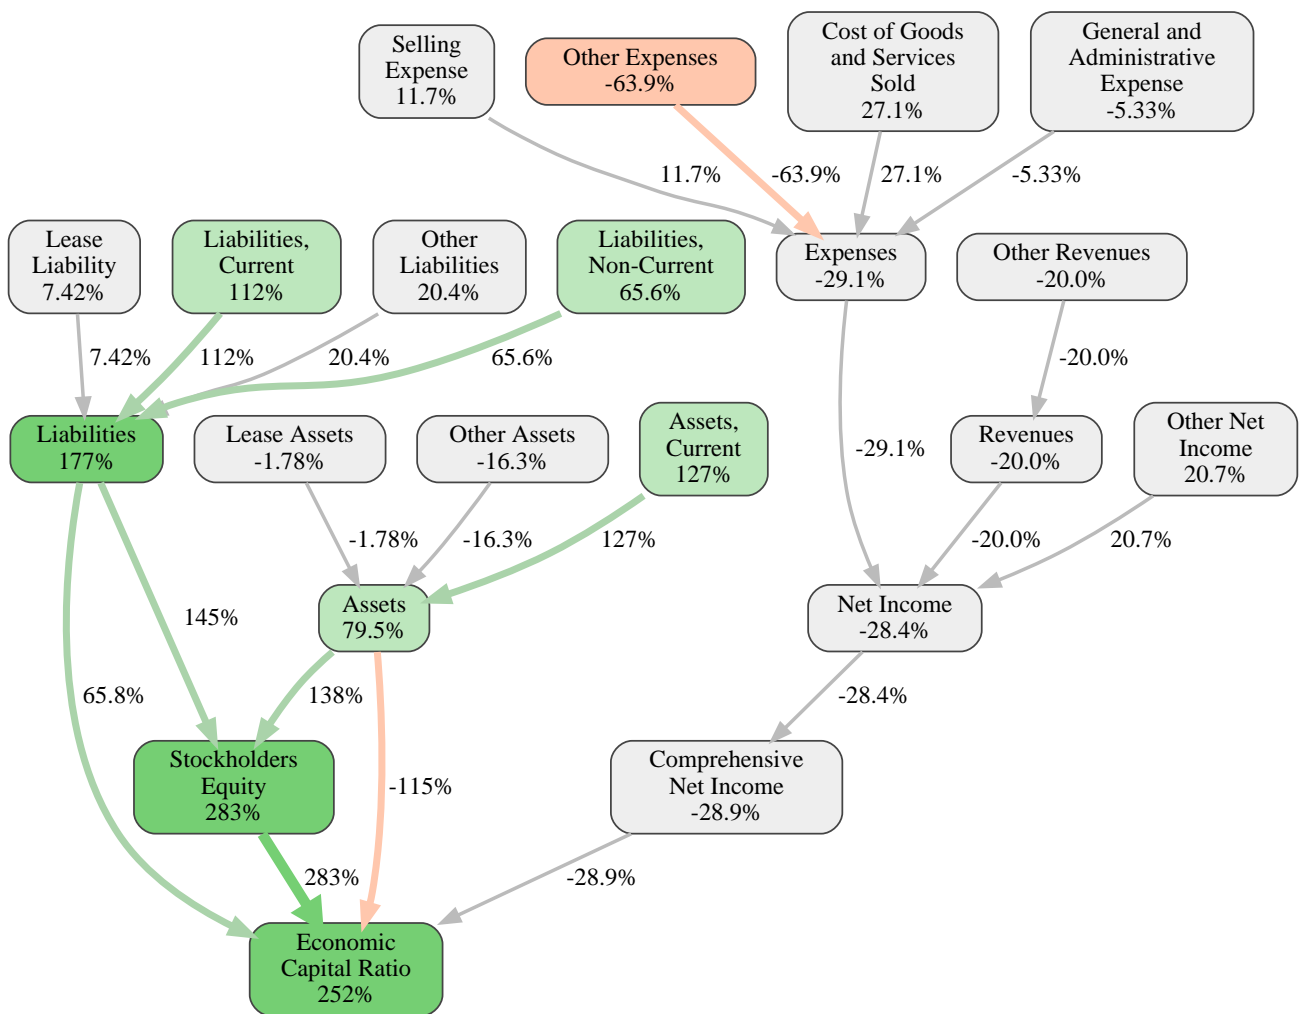 Selling
Expense
11.7%
Other Expenses
-63.9%
Cost of Goods
and Services
Sold
27.1%
General and
Administrative
Expense
-5.33%
11.7%
-63.9%
27.1%
-5.33%
Lease
Liability
7.42%
Liabilities,
Current
112%
Other
Liabilities
20.4%
Liabilities,
Non-Current
65.6%
Expenses
-29.1%
Other Revenues
-20.0%
7.42%
112%
20.4%
65.6%
-20.0%
Liabilities
177%
Lease Assets
-1.78%
Other Assets
-16.3%
Assets,
Current
127%
-29.1%
Revenues
-20.0%
Other Net
Income
20.7%
-1.78%
-16.3%
127%
-20.0%
20.7%
145%
Assets
79.5%
Net Income
-28.4%
65.8%
138%
-28.4%
Stockholders
Equity
283%
-115%
Comprehensive
Net Income
-28.9%
283%
-28.9%
Economic
Capital Ratio
252%